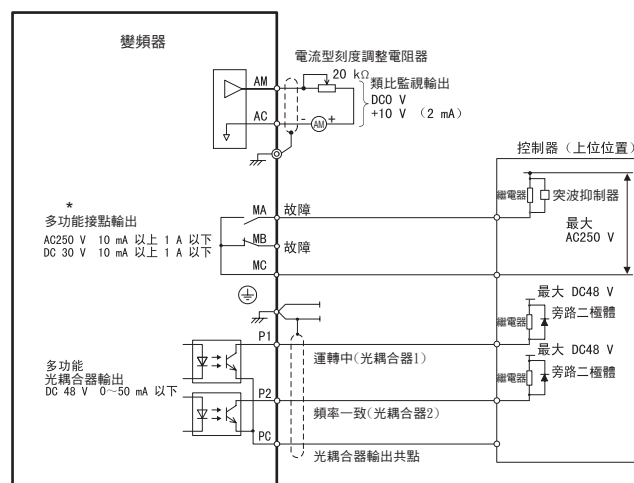 變頻器
電流型刻度調整電阻器
20 kΩ
類比監視輸出
DC0 V
+10 V （2 mA）
AM
AC
- AM +
控制器（上位位置）
繼電器
突波抑制器
最大
AC250 V
*
多功能接點輸出
AC250 V 10 mA 以上 1 A 以下
DC 30 V 10 mA 以上 1 A 以下
MA
故障
MB
故障
MC
最大 DC48 V
繼電器
旁路二極體
P1
運轉中(光耦合器1)
最大 DC48 V
繼電器
旁路二極體
多功能
光耦合器輸出
DC 48 V 0～50 mA 以下
P2
頻率一致(光耦合器2)
PC
光耦合器輸出共點